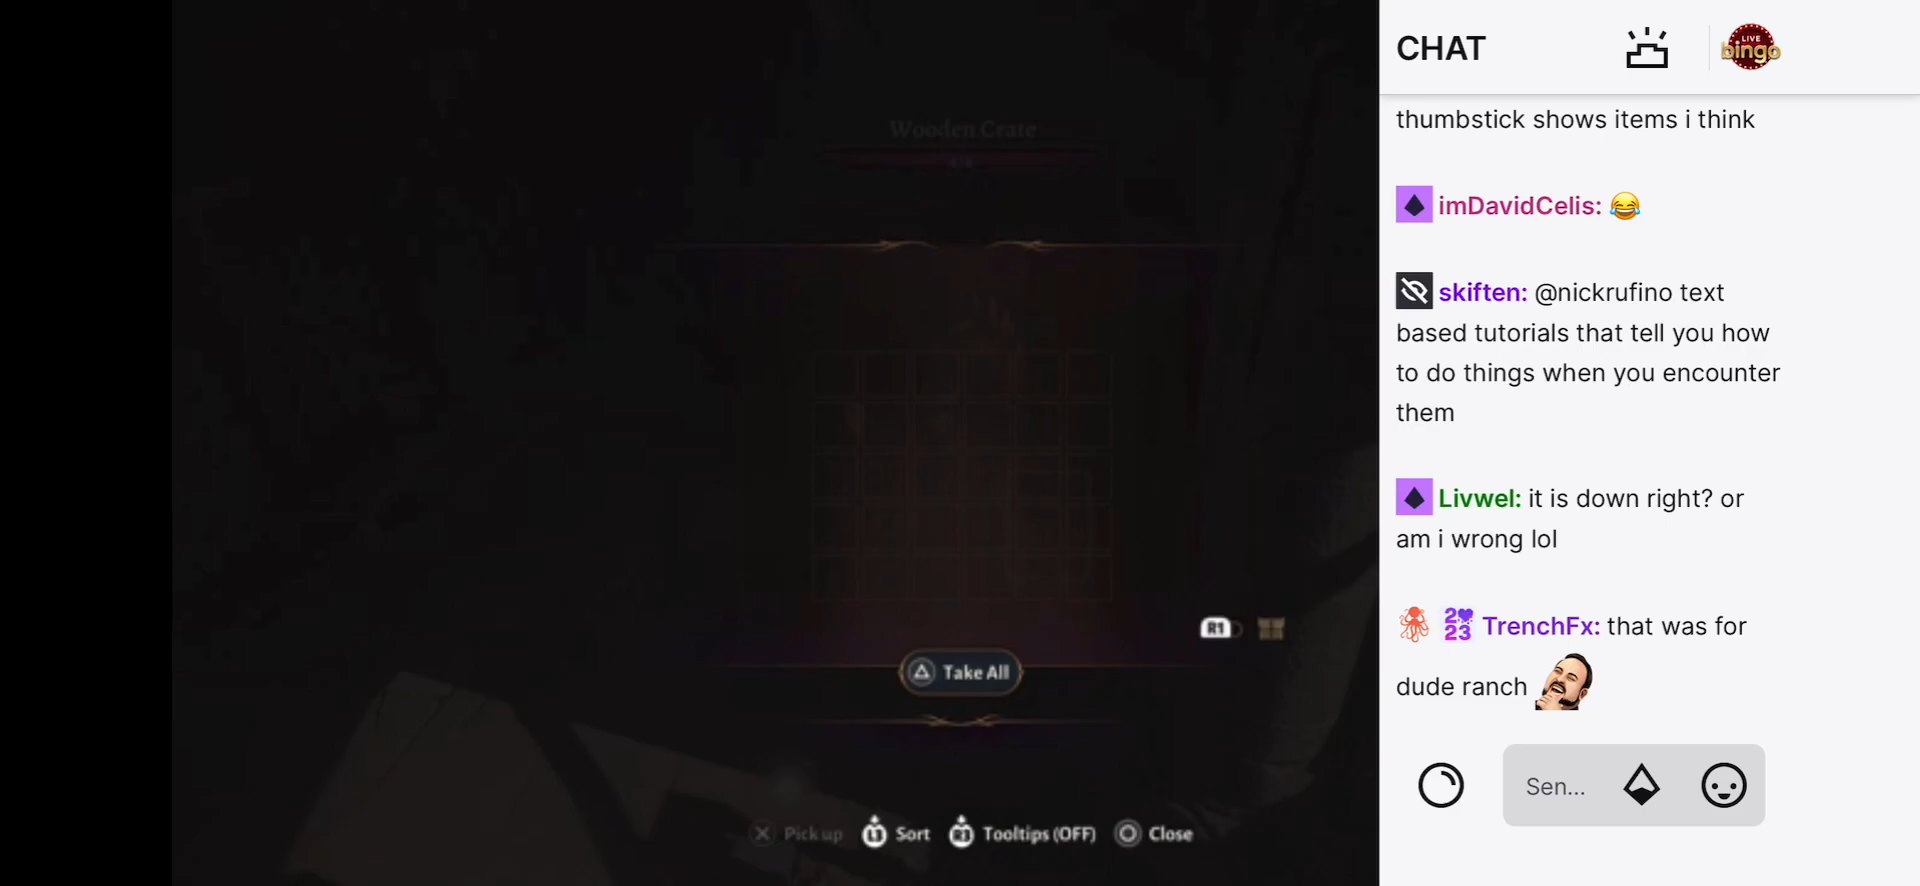 Wooden Crate
R1
Take All
Pick up
Sort
Tooltips (OFF)
Close
CHAT
LIVE
bingo
thumbstick shows items i think
imDavidCelis: 😂
skiften: @nickrufino text
based tutorials that tell you how
to do things when you encounter
them
Livwel: it is down right? or
am i wrong lol
2023 TrenchFx: that was for
dude ranch
Sen...